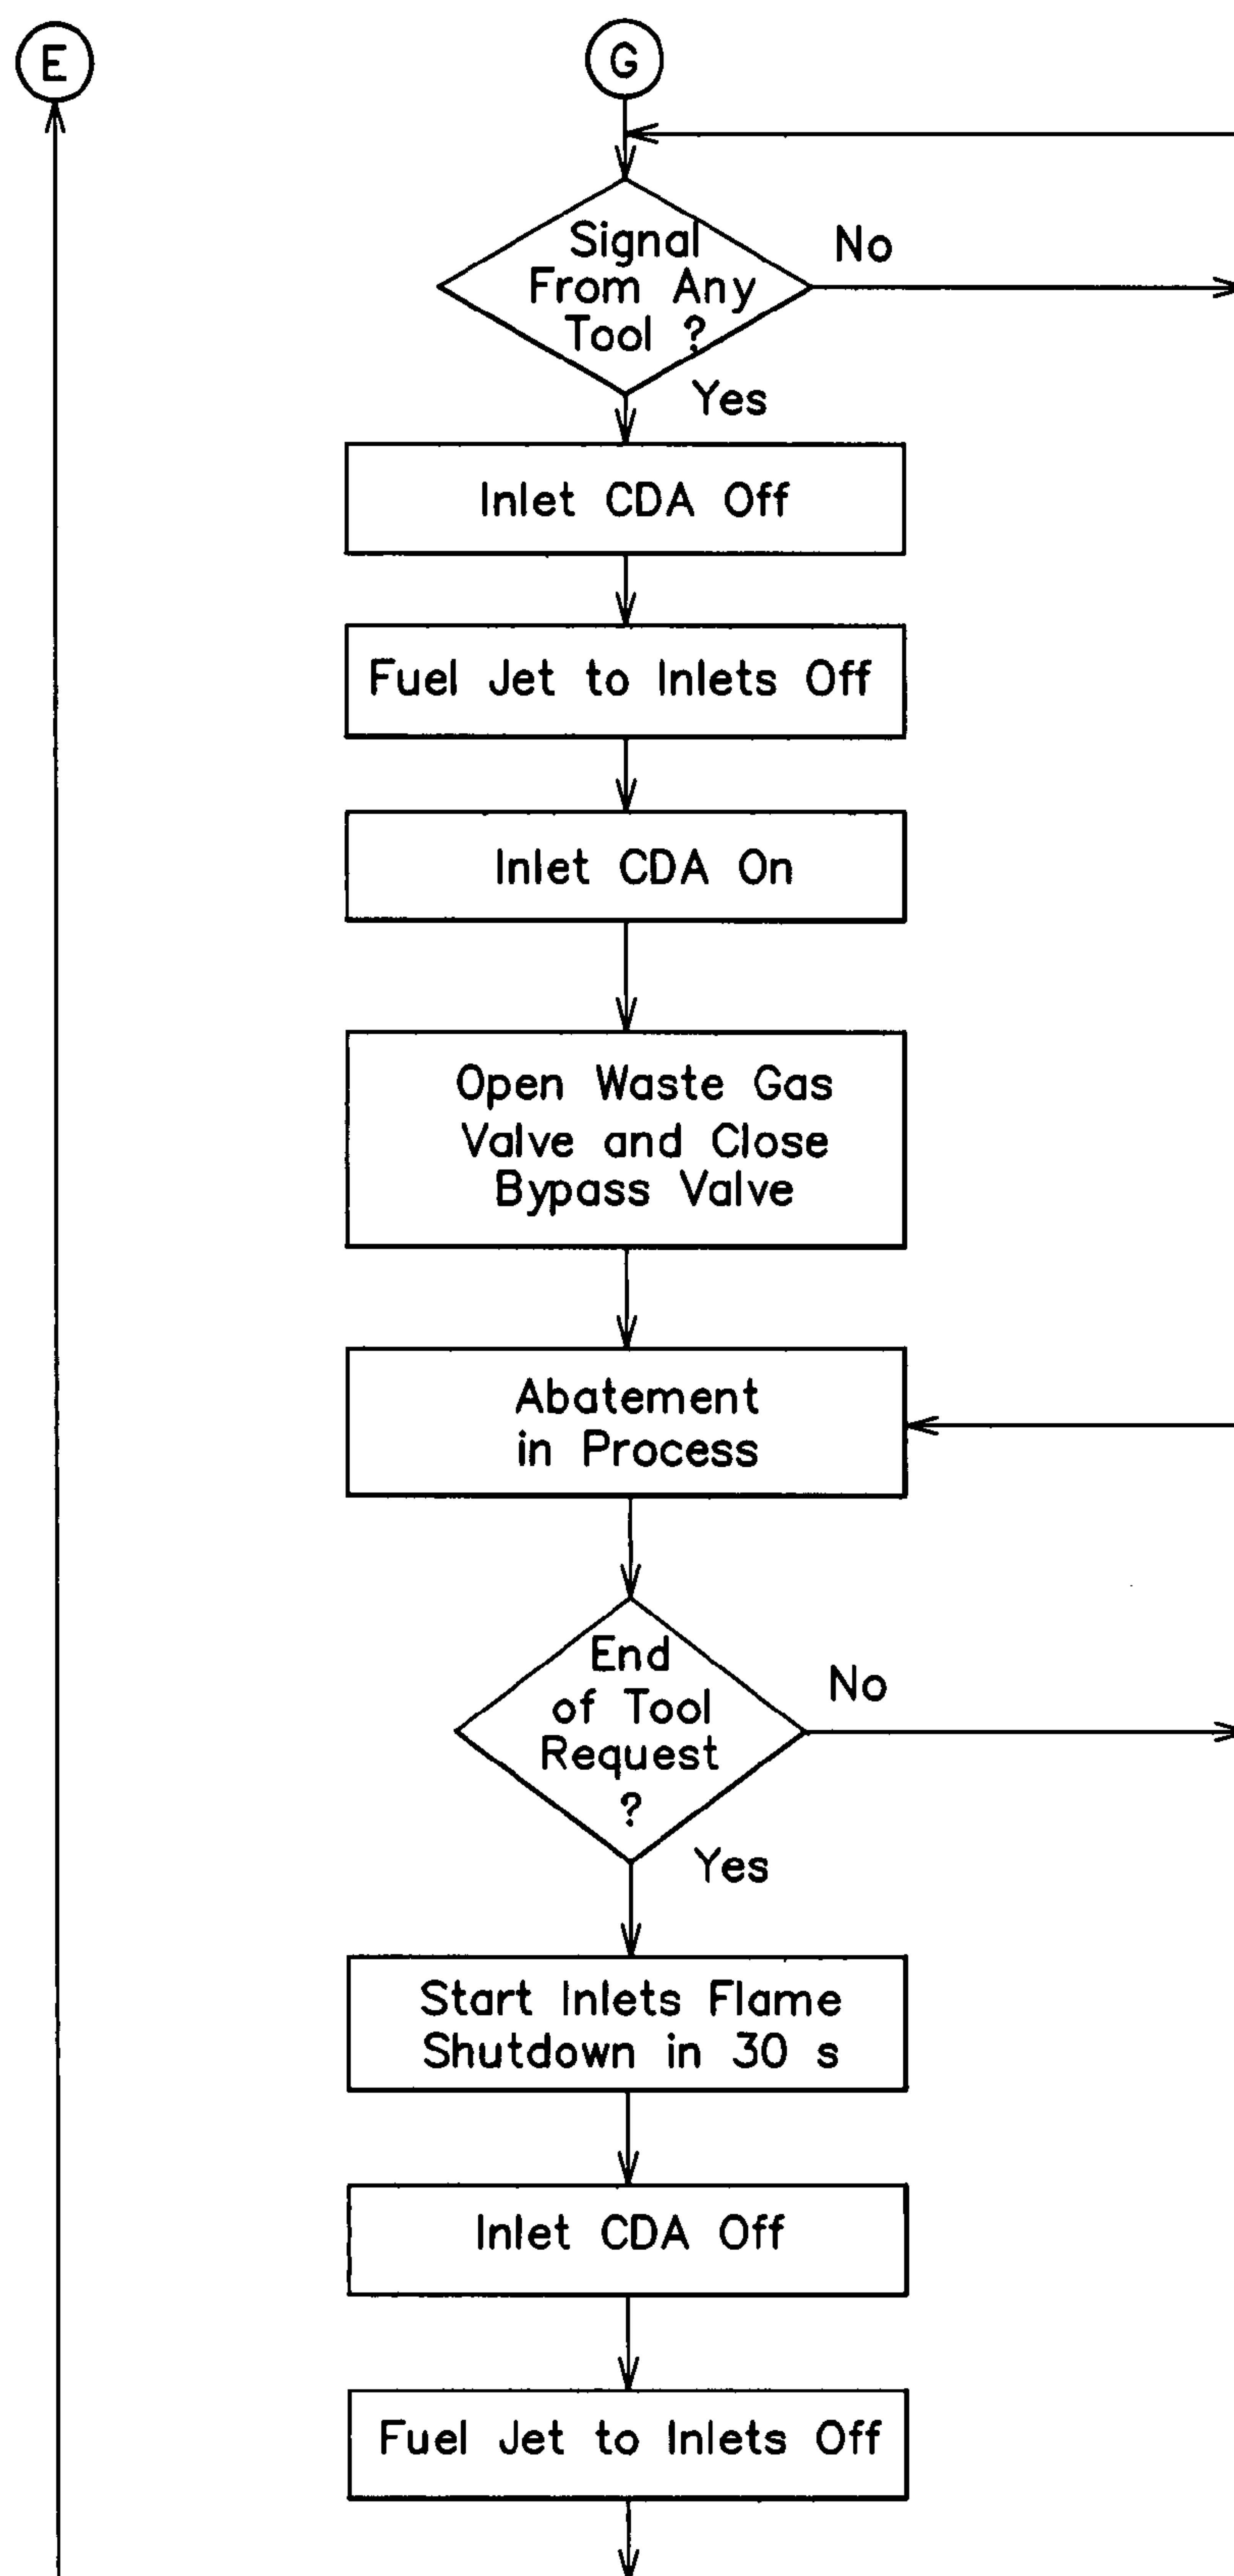 E
G
Signal
From Any
Tool ?
No
Yes
Inlet CDA Off
Fuel Jet to Inlets Off
Inlet CDA On
Open Waste Gas
Valve and Close
Bypass Valve
Abatement
in Process
End
of Tool
Request
?
No
Yes
Start Inlets Flame
Shutdown in 30 s
Inlet CDA Off
Fuel Jet to Inlets Off